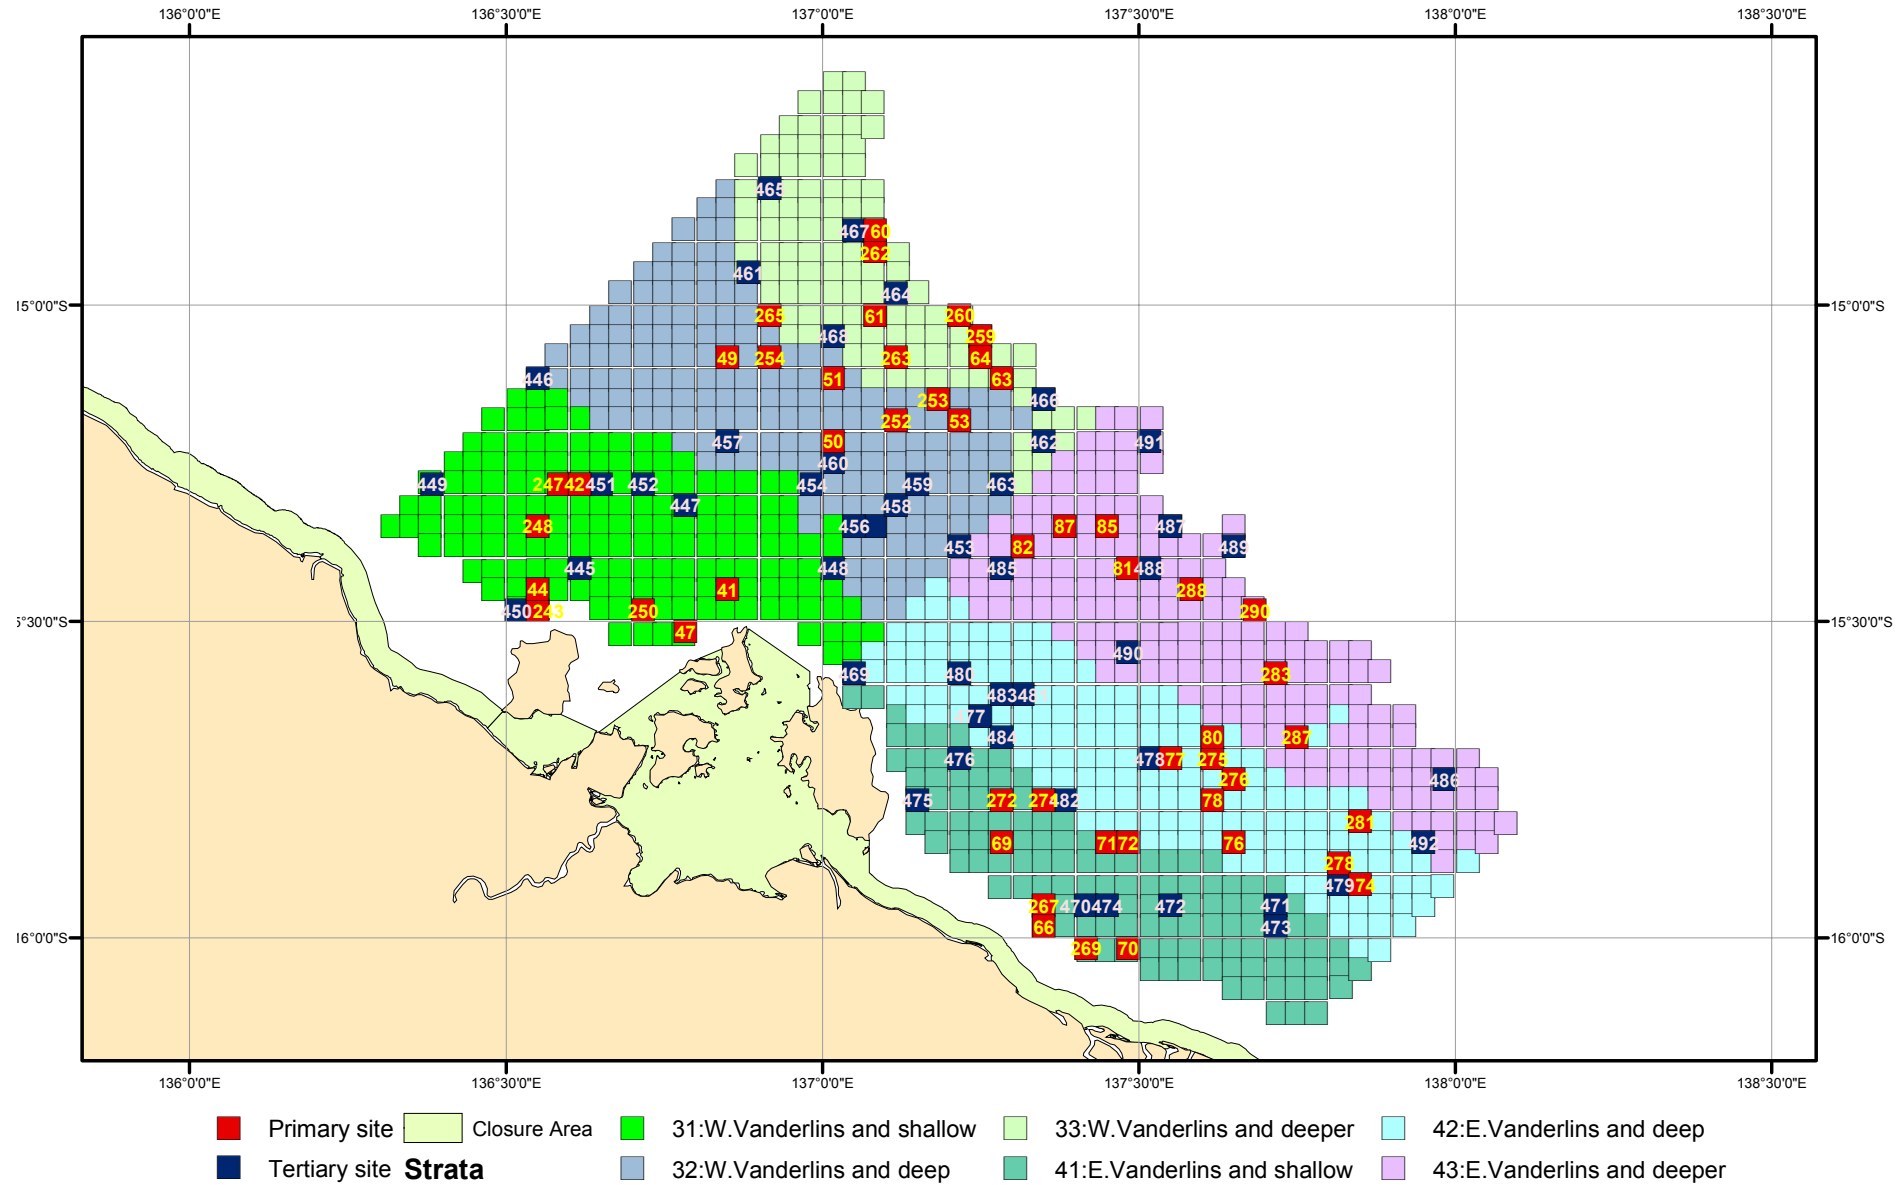 136°0'0"E 136°30'0"E 137°0'0"E 137°30'0"E 138°0'0"E 138°30'0"E
465
467 60
262
461
464
15°0'0"S 265 61 260 15°0'0"S
468 259
49 254 263 64
446 51 63
253 466
252 53
457 50 462 491
460
449 247 42 451 452 454 459 463
447 458
248 456 87 85 487
453 82 489
445 448 485 81 488
44 41 288
450 243 250 290
5°30'0"S 47 15°30'0"S
490
469 480 283
483 48
477
484 80 287
476 478 77 275
276 486
475 272 274 482 78
281
69 71 72 76 492
278
479 74
267 470 474 472 471
66 473
16°0'0"S 269 70 16°0'0"S
136°0'0"E 136°30'0"E 137°0'0"E 137°30'0"E 138°0'0"E 138°30'0"E
Primary site Closure Area 31:W.Vanderlins and shallow 33:W.Vanderlins and deeper 42:E.Vanderlins and deep
Tertiary site Strata 32:W.Vanderlins and deep 41:E.Vanderlins and shallow 43:E.Vanderlins and deeper